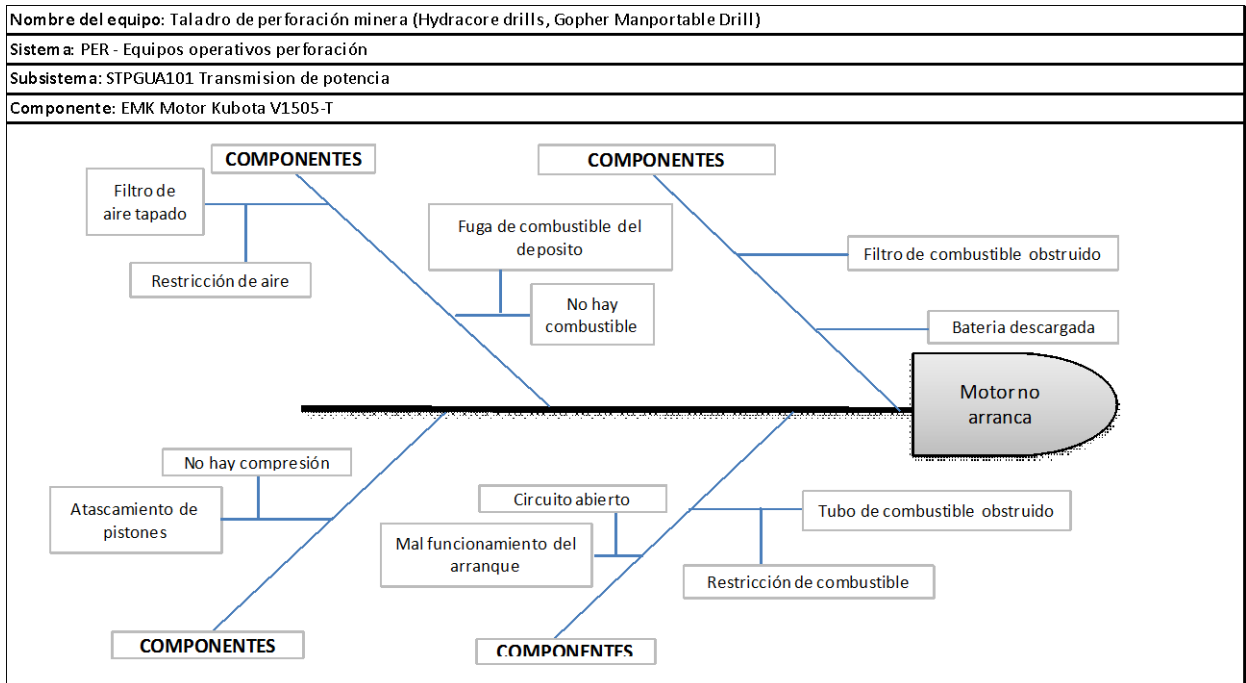 Nombre del equipo: Taladro de perforación minera (Hydracore drills, Gopher Manportable Drill)
Sistema: PER - Equipos operativos perforación
Subsistema: STPGUA101 Transmision de potencia
Componente: EMK Motor Kubota V1505-T
COMPONENTES
COMPONENTES
Filtro de
aire tapado
Restricción de aire
Fuga de combustible del
deposito
No hay
combustible
Filtro de combustible obstruido
Bateria descargada
Motor no
arranca
No hay compresión
Atascamiento de
pistones
Circuito abierto
Mal funcionamiento del
arranque
Tubo de combustible obstruido
Restricción de combustible
COMPONENTES
COMPONENTES